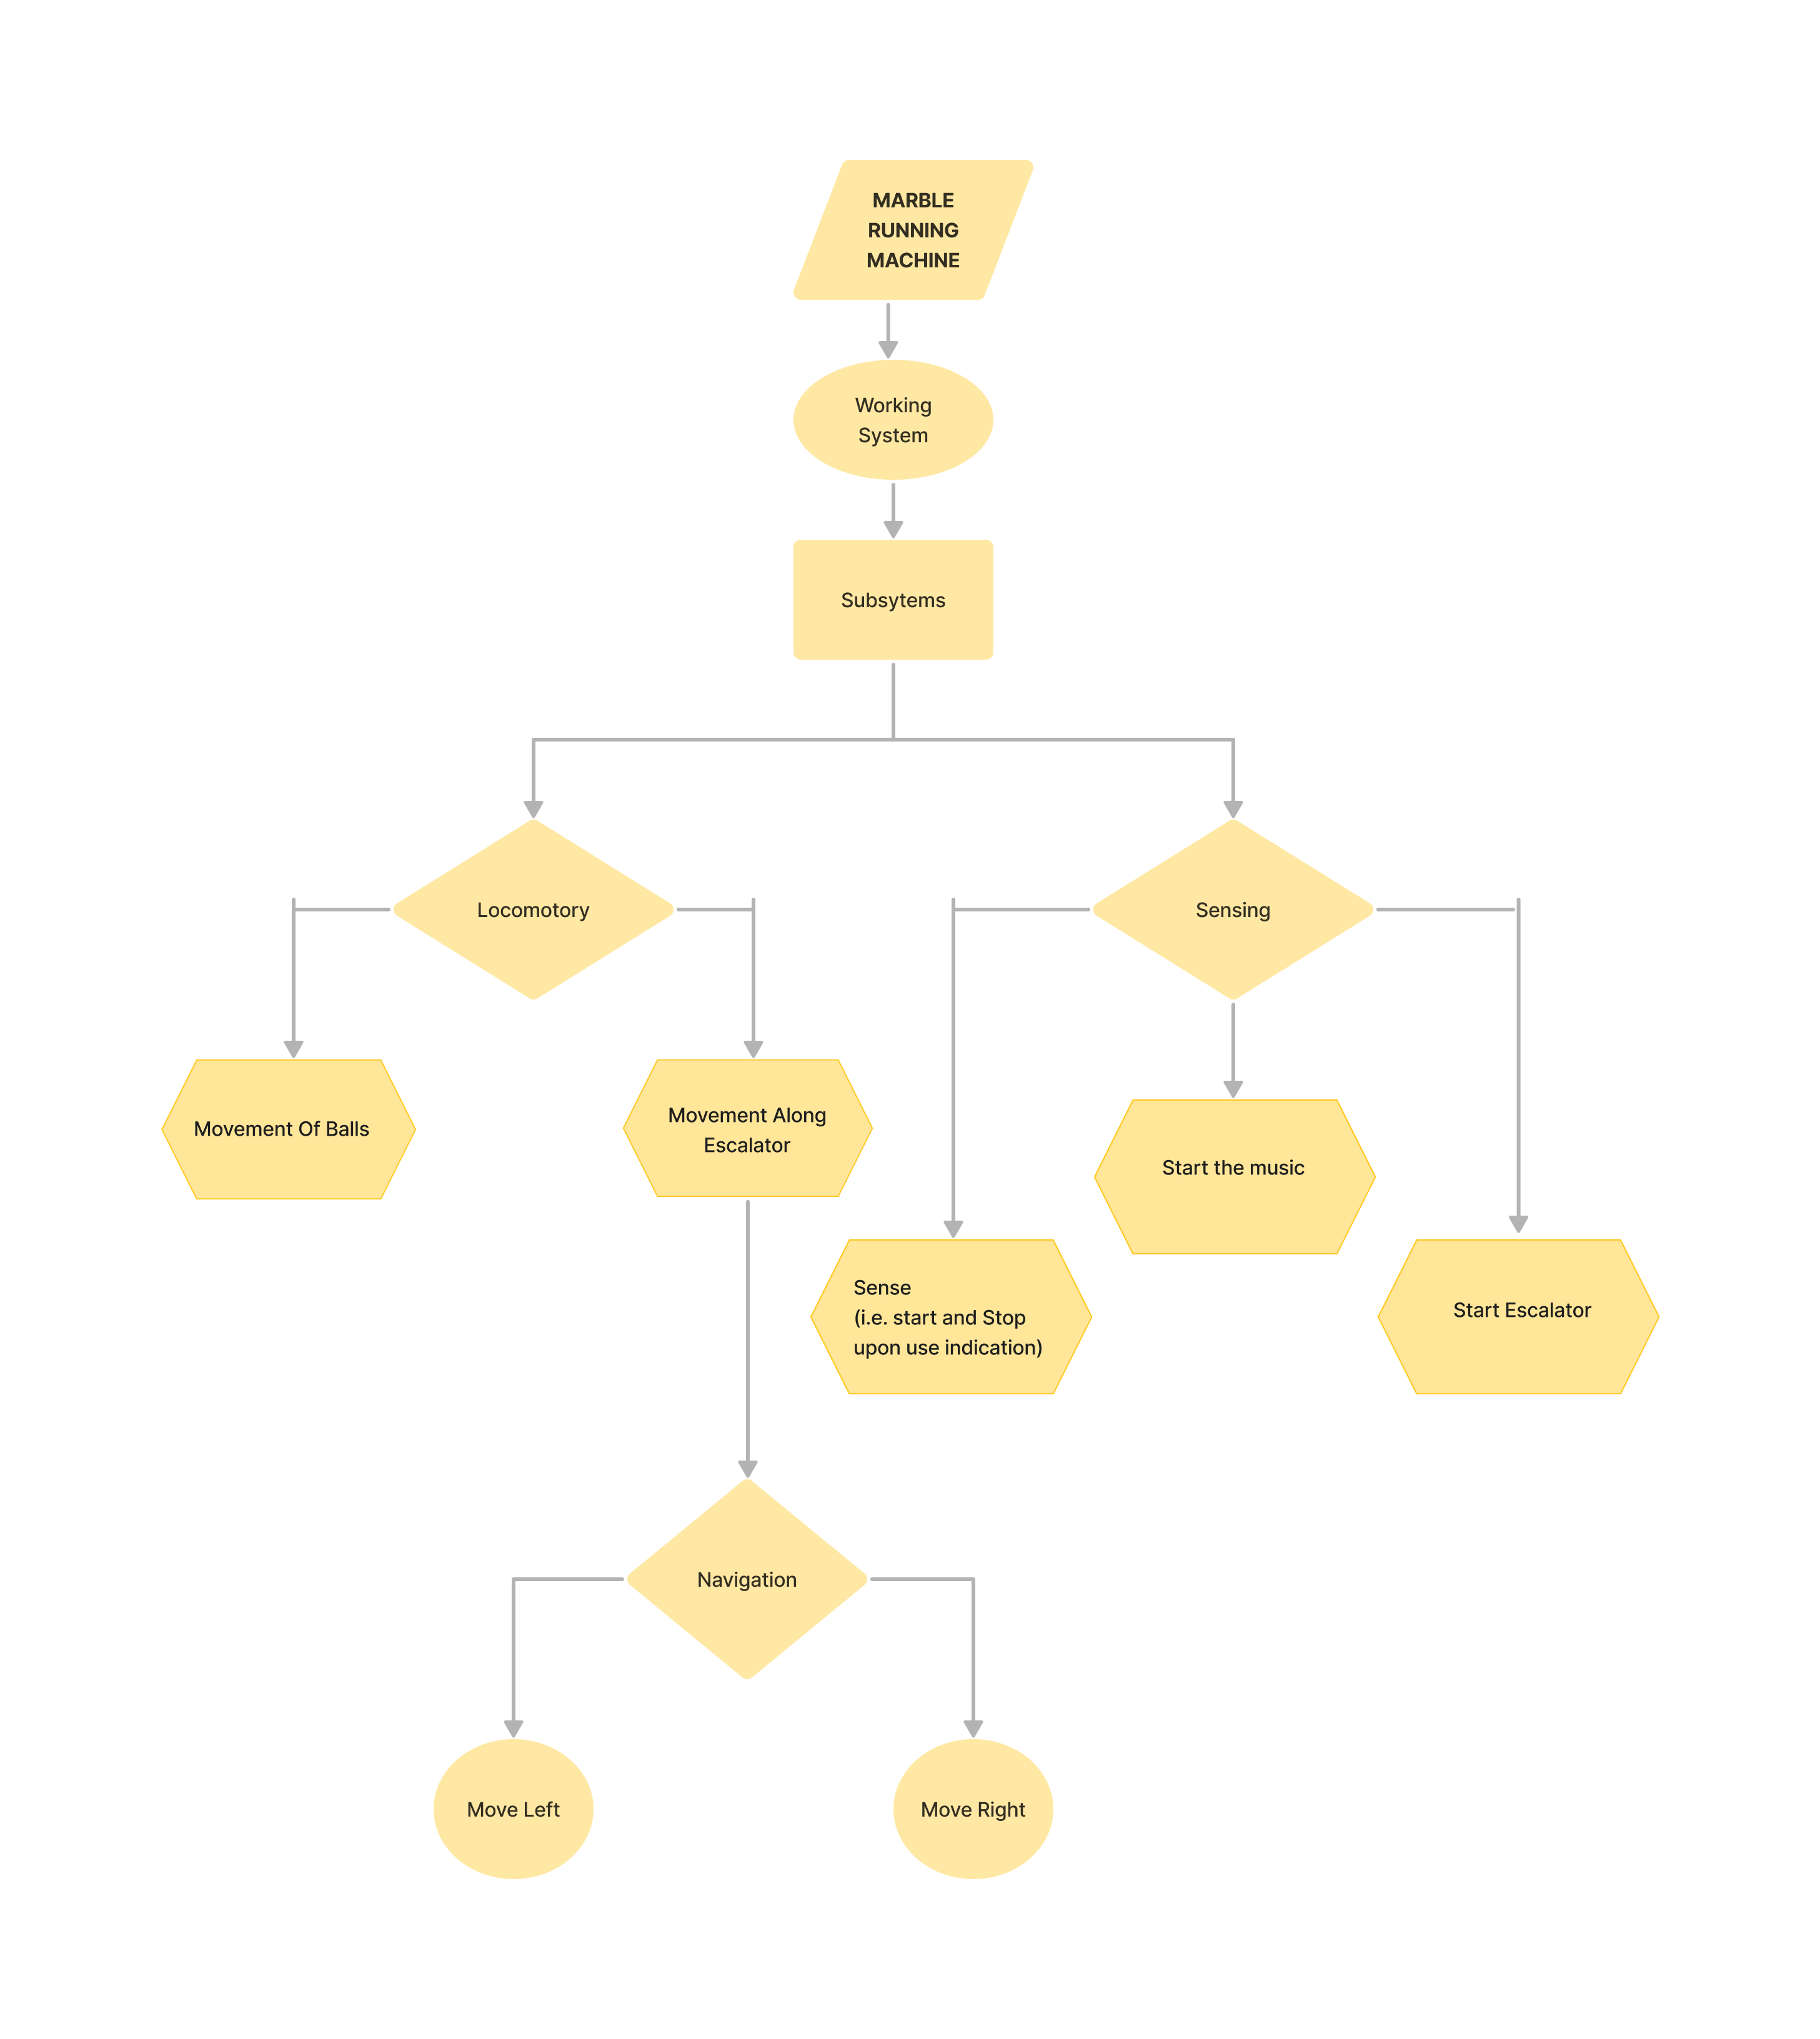 MARBLE
RUNNING
MACHINE
Working
System
Subsytems
Locomotory
Sensing
Movement Of Balls
Movement Along
Escalator
Start the music
Sense
(i.e. start and Stop
upon use indication)
Start Escalator
Navigation
Move Left
Move Right